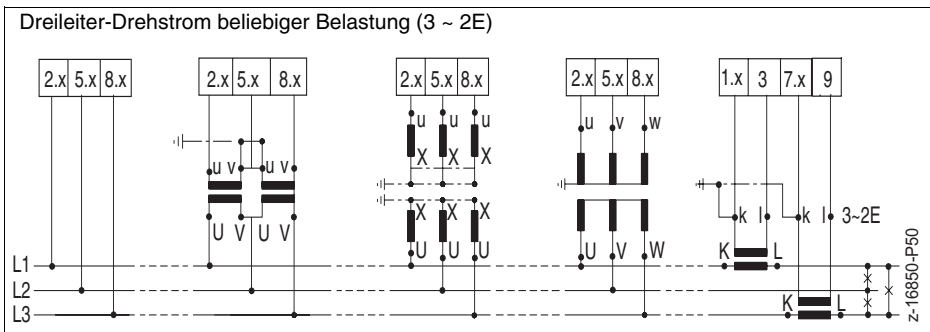 Dreileiter-Drehstrom beliebiger Belastung (3 ~ 2E)
2.x 5.x 8.x 2.x 5.x 8.x 2.x 5.x 8.x 2.x 5.x 8.x 1.x 3 7.x 9
u u u u v w
X X X
u v u v
k l k l 3~2E
X X X
U V U V U U U U V W K L
L1
L2
K L
L3
z-16850-P50